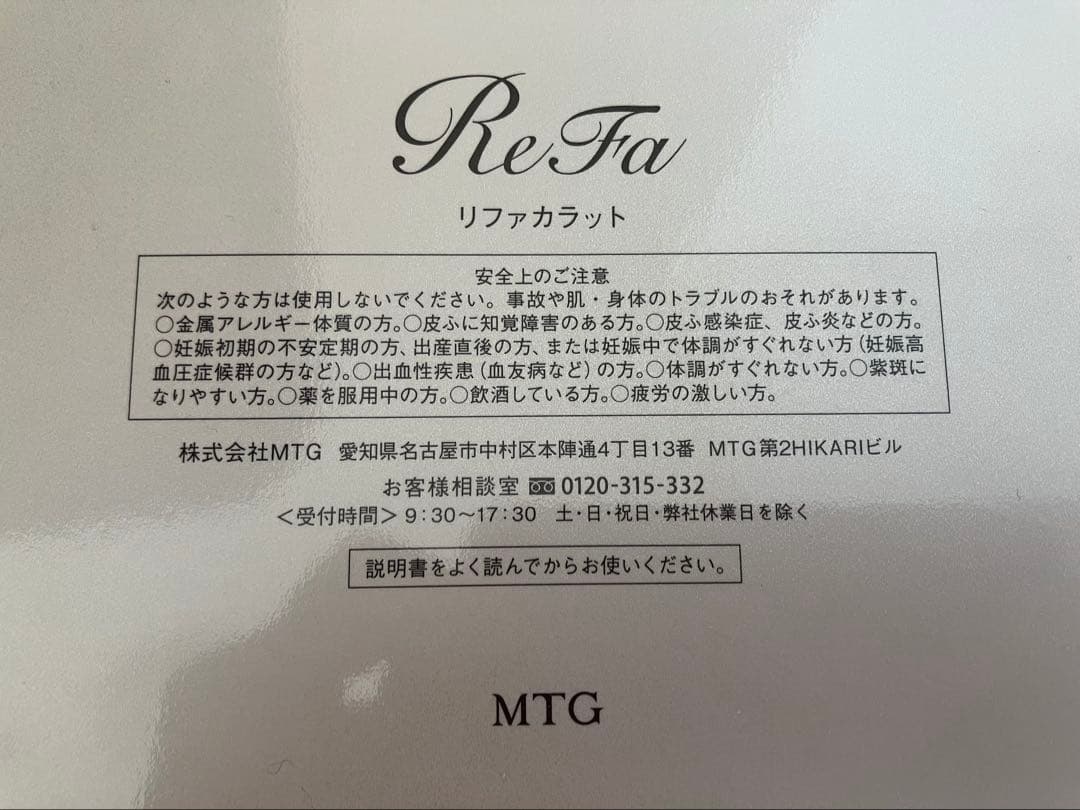 ReFa
リファカラット
安全上のご注意
次のような方は使用しないでください。事故や肌・身体のトラブルのおそれがあります。
○金属アレルギー体質の方。○皮ふに知覚障害のある方。○皮ふ感染症、皮ふ炎などの方。
○妊娠初期の不安定期の方、出産直後の方、または妊娠中で体調がすぐれない方（妊娠高
血圧症候群の方など）。○出血性疾患（血友病など）の方。○体調がすぐれない方。○紫斑に
なりやすい方。○薬を服用中の方。○飲酒している方。○疲労の激しい方。
株式会社MTG 愛知県名古屋市中村区本陣通4丁目13番 MTG第2HIKARIビル
お客様相談室 0120-315-332
＜受付時間＞9:30～17:30 土・日・祝日・弊社休業日を除く
説明書をよく読んでからお使いください。
MTG